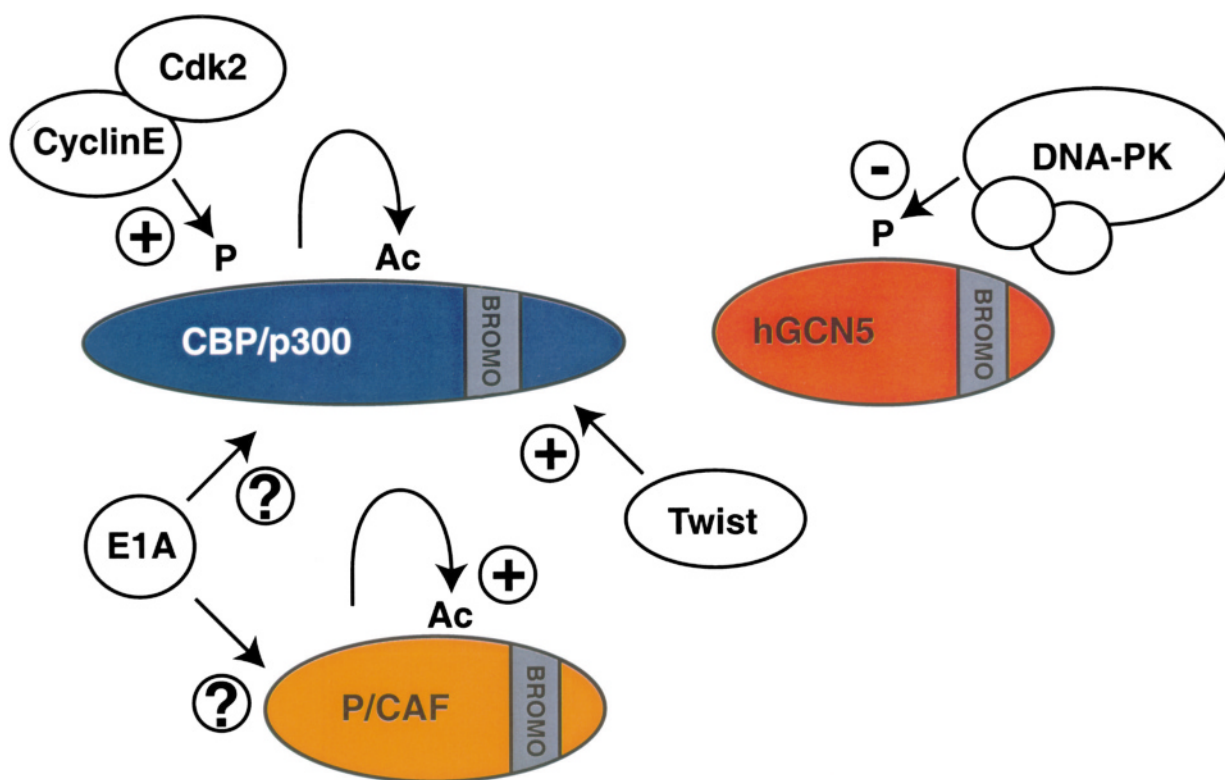 Cdk2
CyclinE
DNA-PK
-
+
P
Ac
P
CBP/p300
BROMO
hGCN5
BROMO
+
?
Twist
E1A
+
Ac
?
P/CAF
BROMO